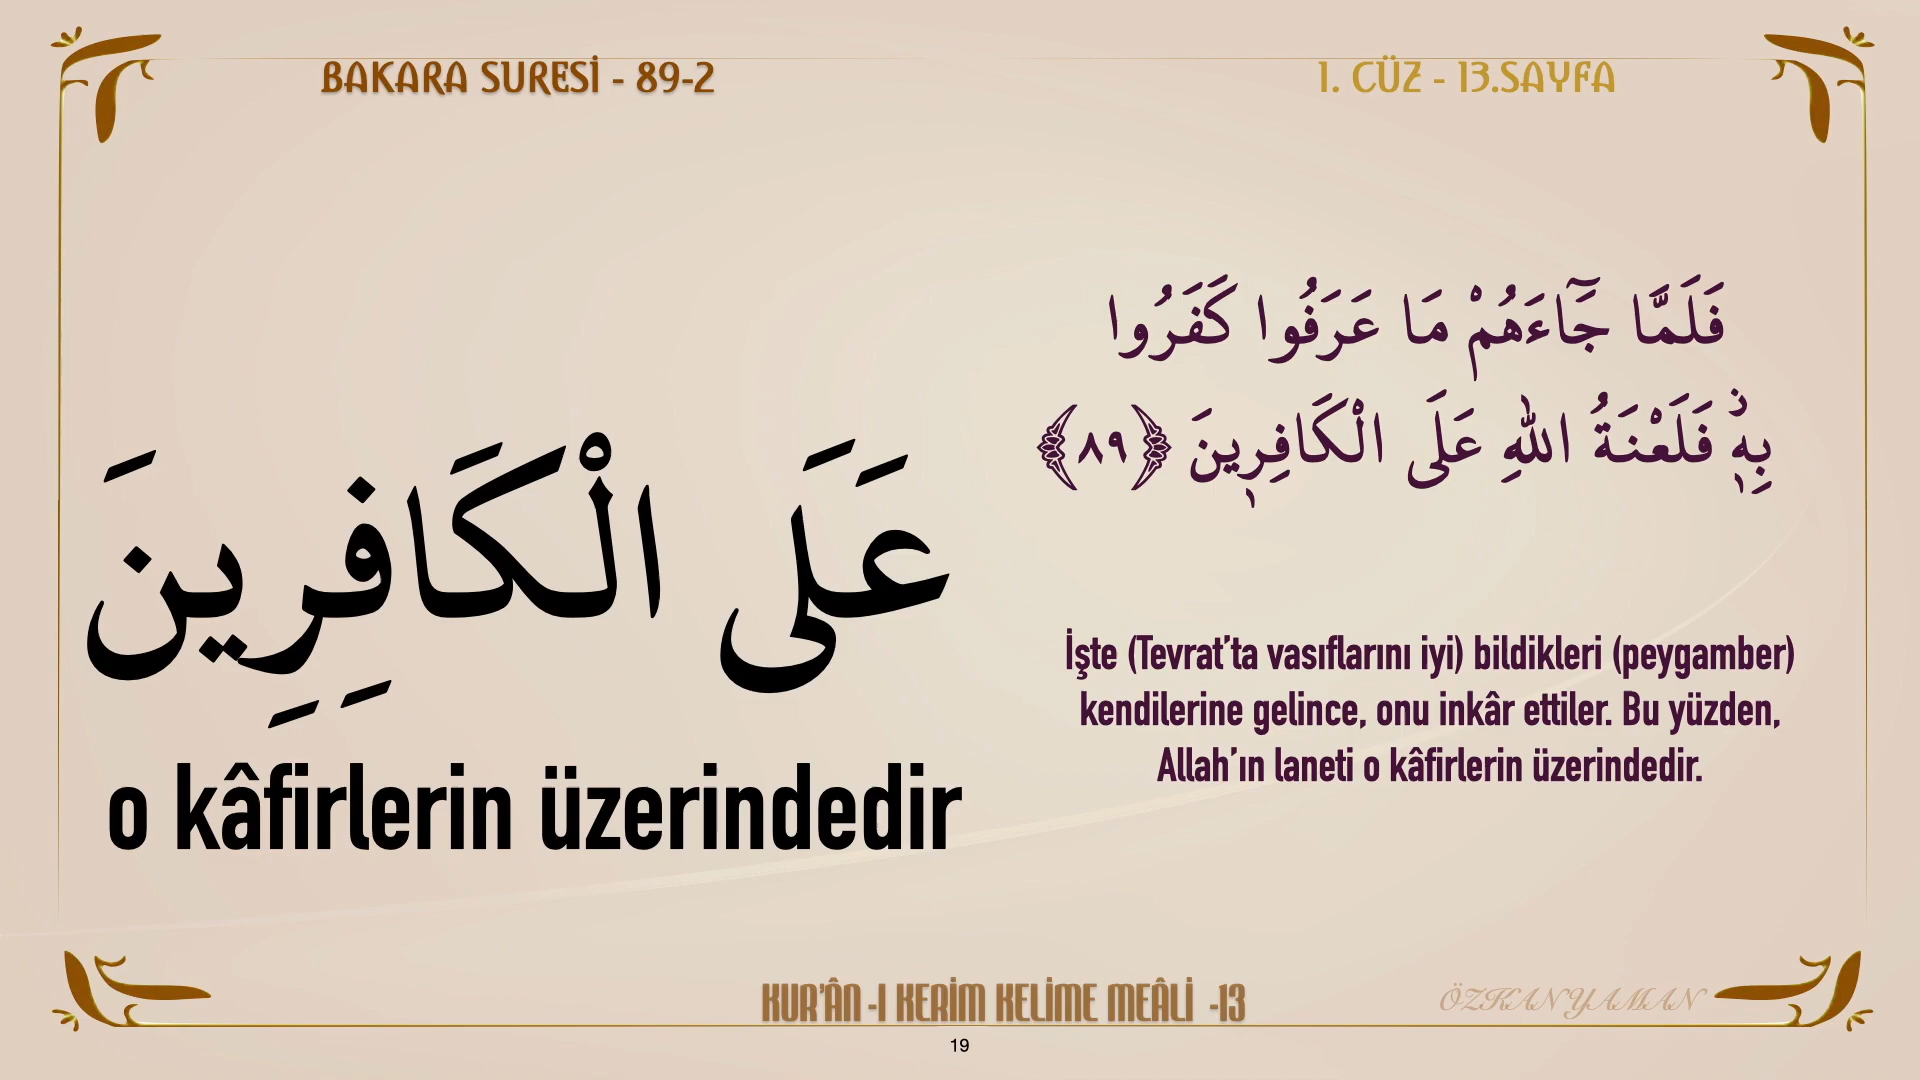 BAKARA SURESİ - 89-2
1. CÜZ - 13.SAYFA
عَلَى الْكَافِرِينَ
o kâfirlerin üzerindedir
فَلَمَّا جَٓاءَهُمْ مَا عَرَفُوا كَفَرُوا
بِهٖۘ فَلَعْنَةُ اللّٰهِ عَلَى الْكَافِرٖينَ ﴿٨٩﴾
İşte (Tevrat’ta vasıflarını iyi) bildikleri (peygamber)
kendilerine gelince, onu inkâr ettiler. Bu yüzden,
Allah’ın laneti o kâfirlerin üzerindedir.
KUR’ÂN -I KERİM KELİME MEÂLİ -13
ÖZKAN YAMAN
19